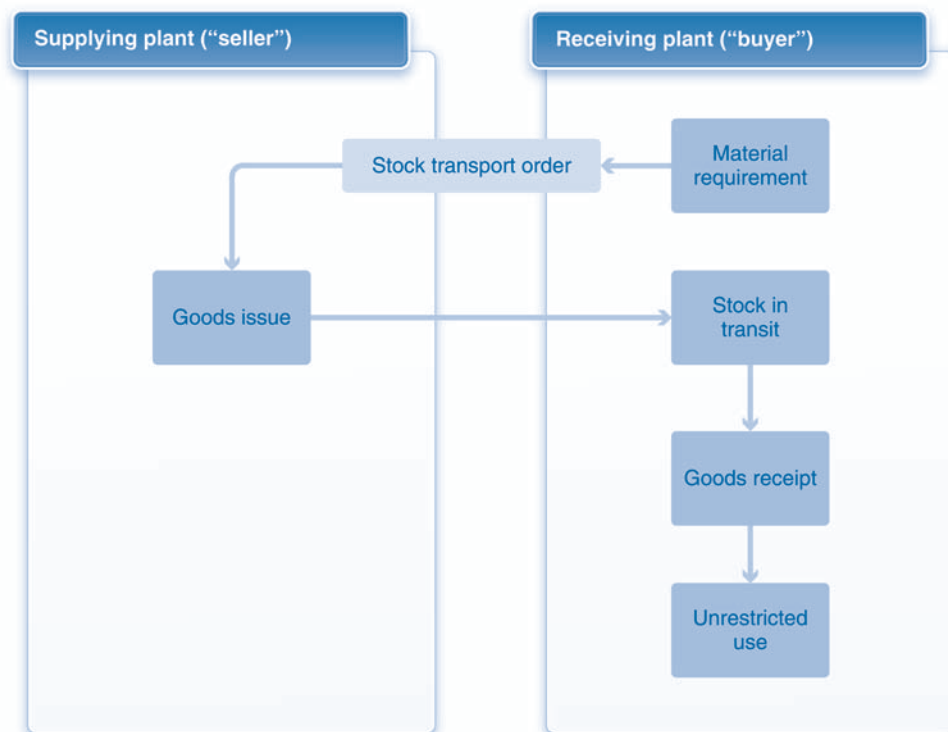 Supplying plant (“seller”)
Receiving plant (“buyer”)
Stock transport order
Material
requirement
Goods issue
Stock in
transit
Goods receipt
Unrestricted
use